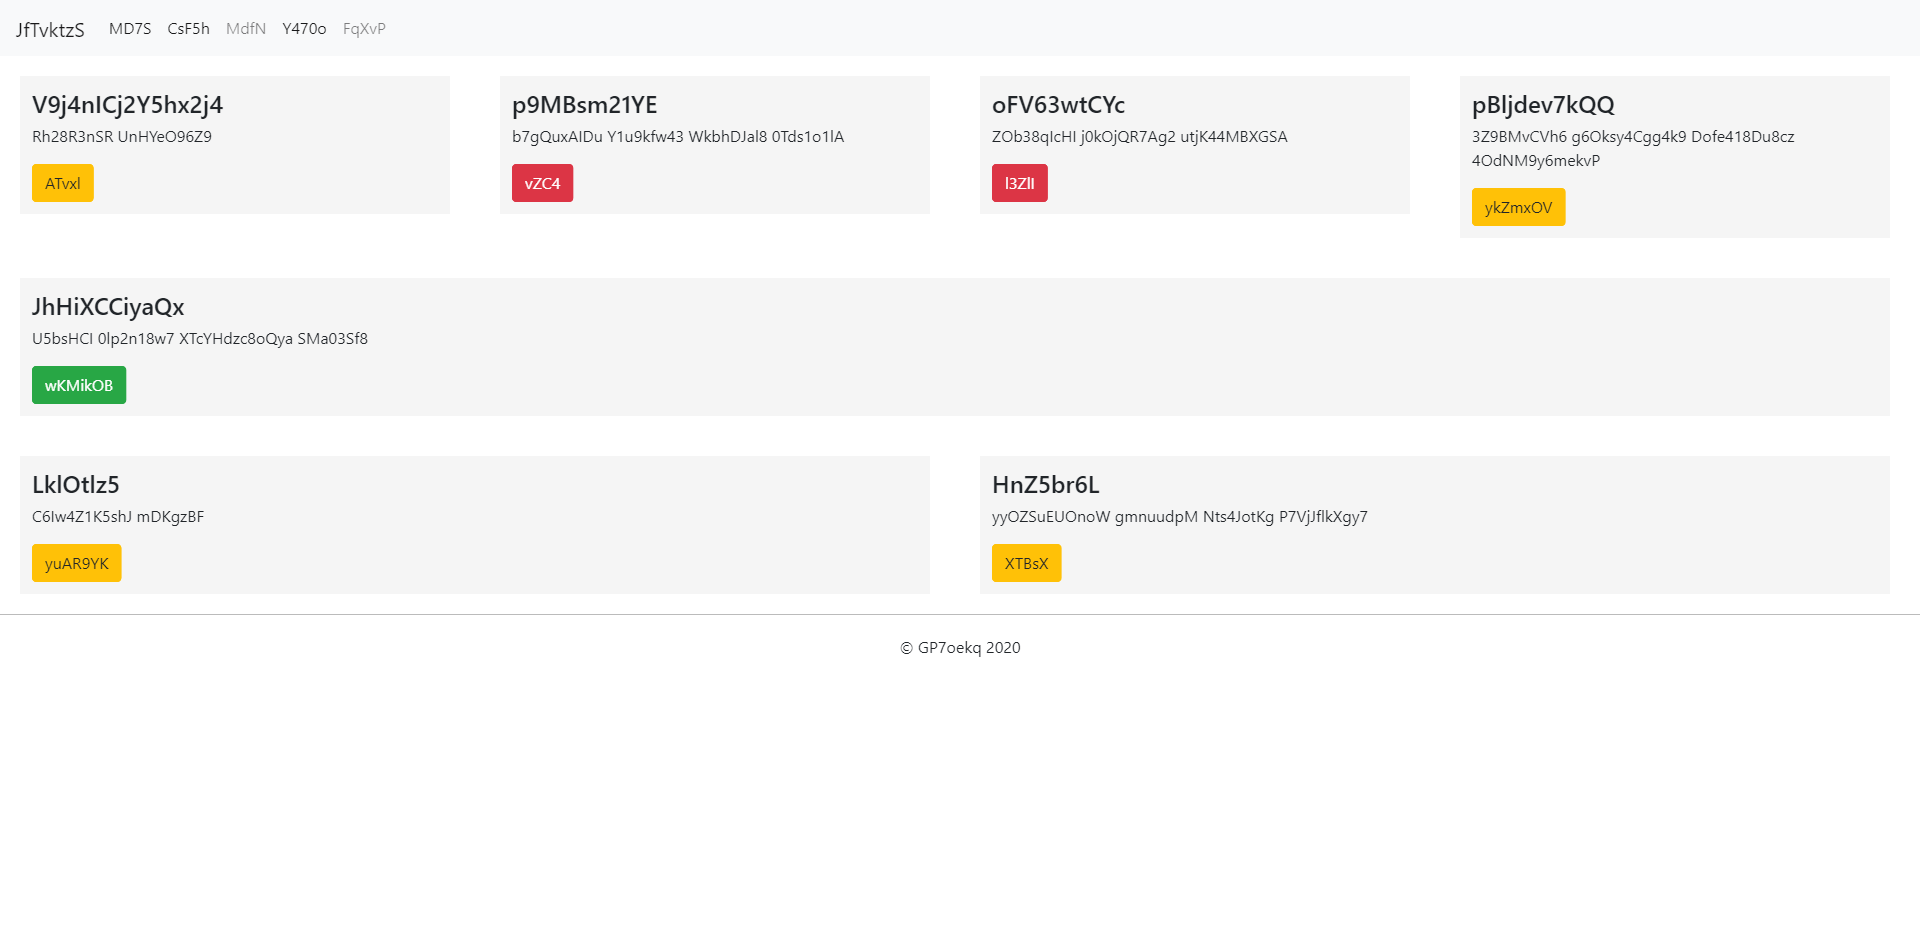 JfTvktzS MD7S CsF5h MdfN Y470o FqXvP
V9j4nICj2Y5hx2j4
Rh28R3nSR UnHYeO96Z9
ATvxl
p9MBsm21YE
b7gQuxAIDu Y1u9kfw43 WkbhDJal8 0Tds1o1lA
vZC4
oFV63wtCYc
ZOb38qIcHI j0kOjQR7Ag2 utjK44MBXGSA
l3ZlI
pBljdev7kQQ
3Z9BMvCVh6 g6Oksy4Cgg4k9 Dofe418Du8cz
4OdNM9y6mekvP
ykZmxOV
JhHiXCCiyaQx
U5bsHCI 0lp2n18w7 XTcYHdzc8oQya SMa03Sf8
wKMikOB
LklOtlz5
C6Iw4Z1K5shJ mDKgzBF
yuAR9YK
HnZ5br6L
yyOZSuEUOnoW gmnuudpM Nts4JotKg P7VjJflkXgy7
XTBsX
© GP7oekq 2020